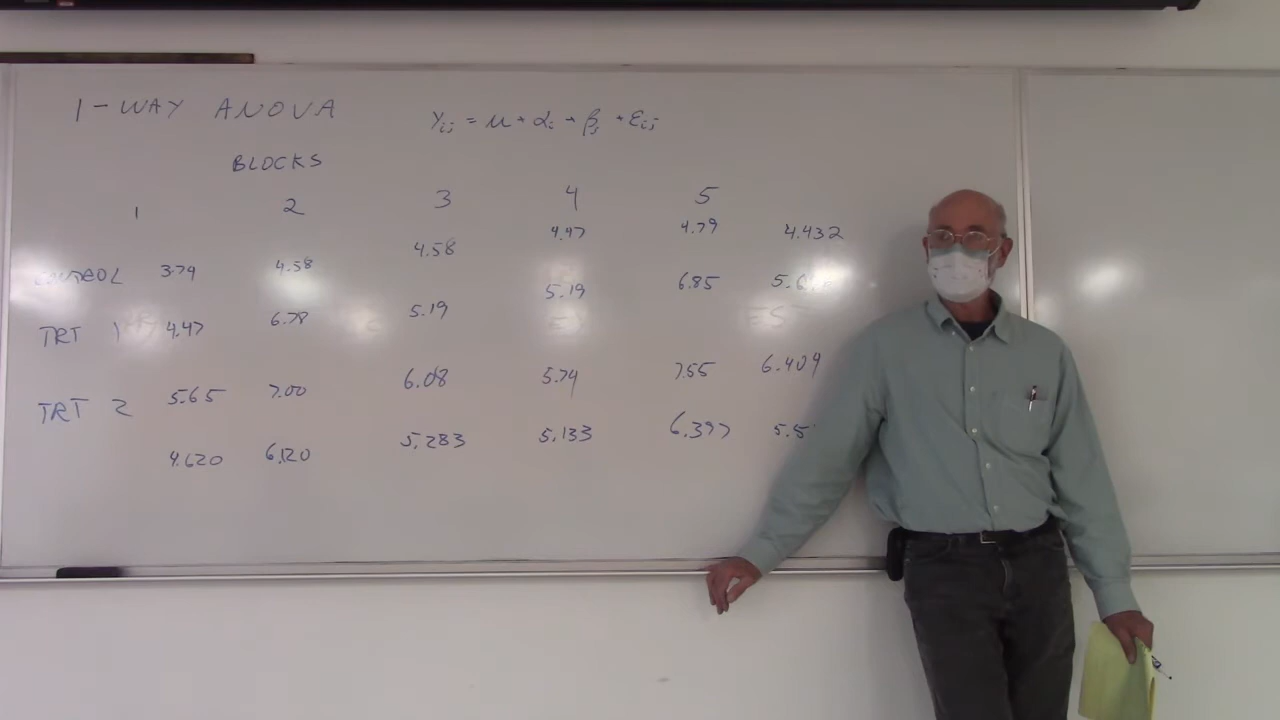 1-WAY ANOVA
Yij = μ + αi + βj + εij
BLOCKS
1 2 3 4 5
CONTROL 3.79 4.58 4.58 4.47 4.79 4.432
TRT 1 4.47 6.78 5.19 5.19 6.85
TRT 2 5.65 7.00 6.08 5.74 7.55 6.409
4.620 6.120 5.283 5.133 6.397